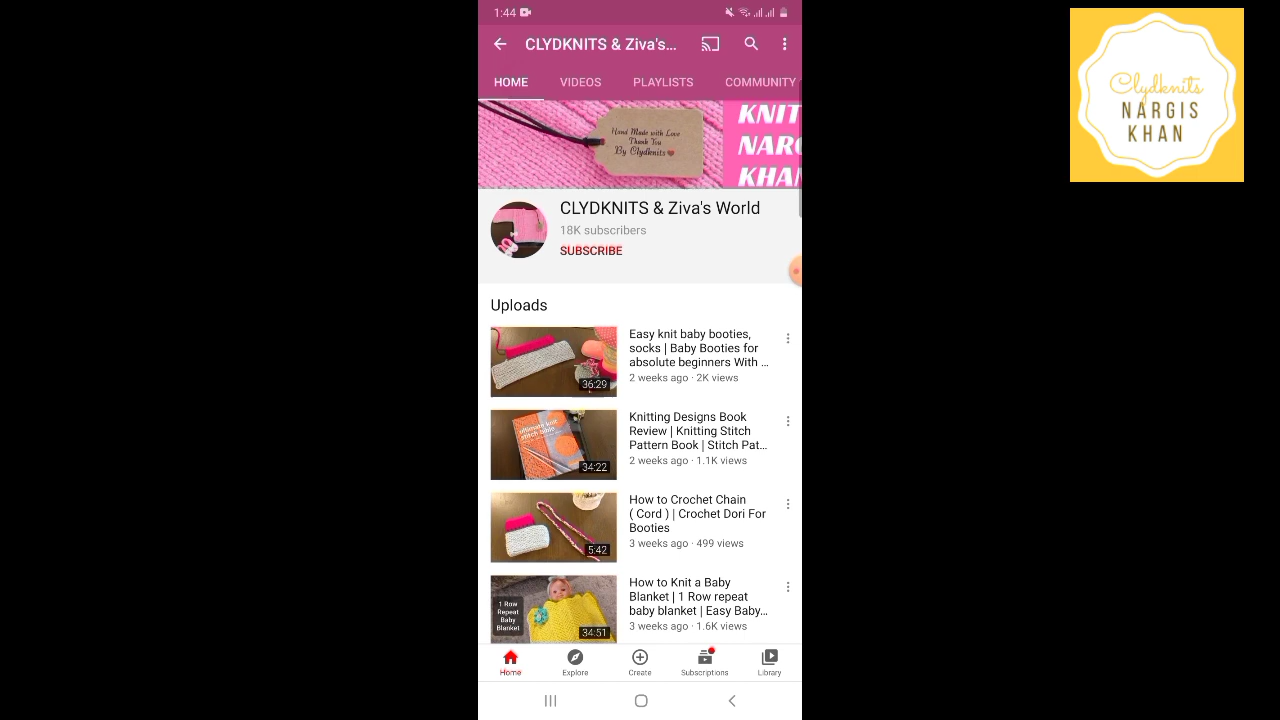 1:44
CLYDKNITS & Ziva's...
HOME VIDEOS PLAYLISTS COMMUNITY
Hand Made with Love
Thank You
By Clydknits
KNIT
NARG
KHAN
CLYDKNITS & Ziva's World
18K subscribers
SUBSCRIBE
Uploads
Easy knit baby booties,
socks | Baby Booties for
absolute beginners With ...
2 weeks ago · 2K views
36:29
Knitting Designs Book
Review | Knitting Stitch
Pattern Book | Stitch Pat...
2 weeks ago · 1.1K views
ultimate knit
stitch bible
34:22
How to Crochet Chain
( Cord ) | Crochet Dori For
Booties
3 weeks ago · 499 views
5:42
How to Knit a Baby
Blanket | 1 Row repeat
baby blanket | Easy Baby...
3 weeks ago · 1.6K views
1 Row
Repeat
Baby
Blanket
34:51
Home Explore Create Subscriptions Library
Clydknits
NARGIS
KHAN